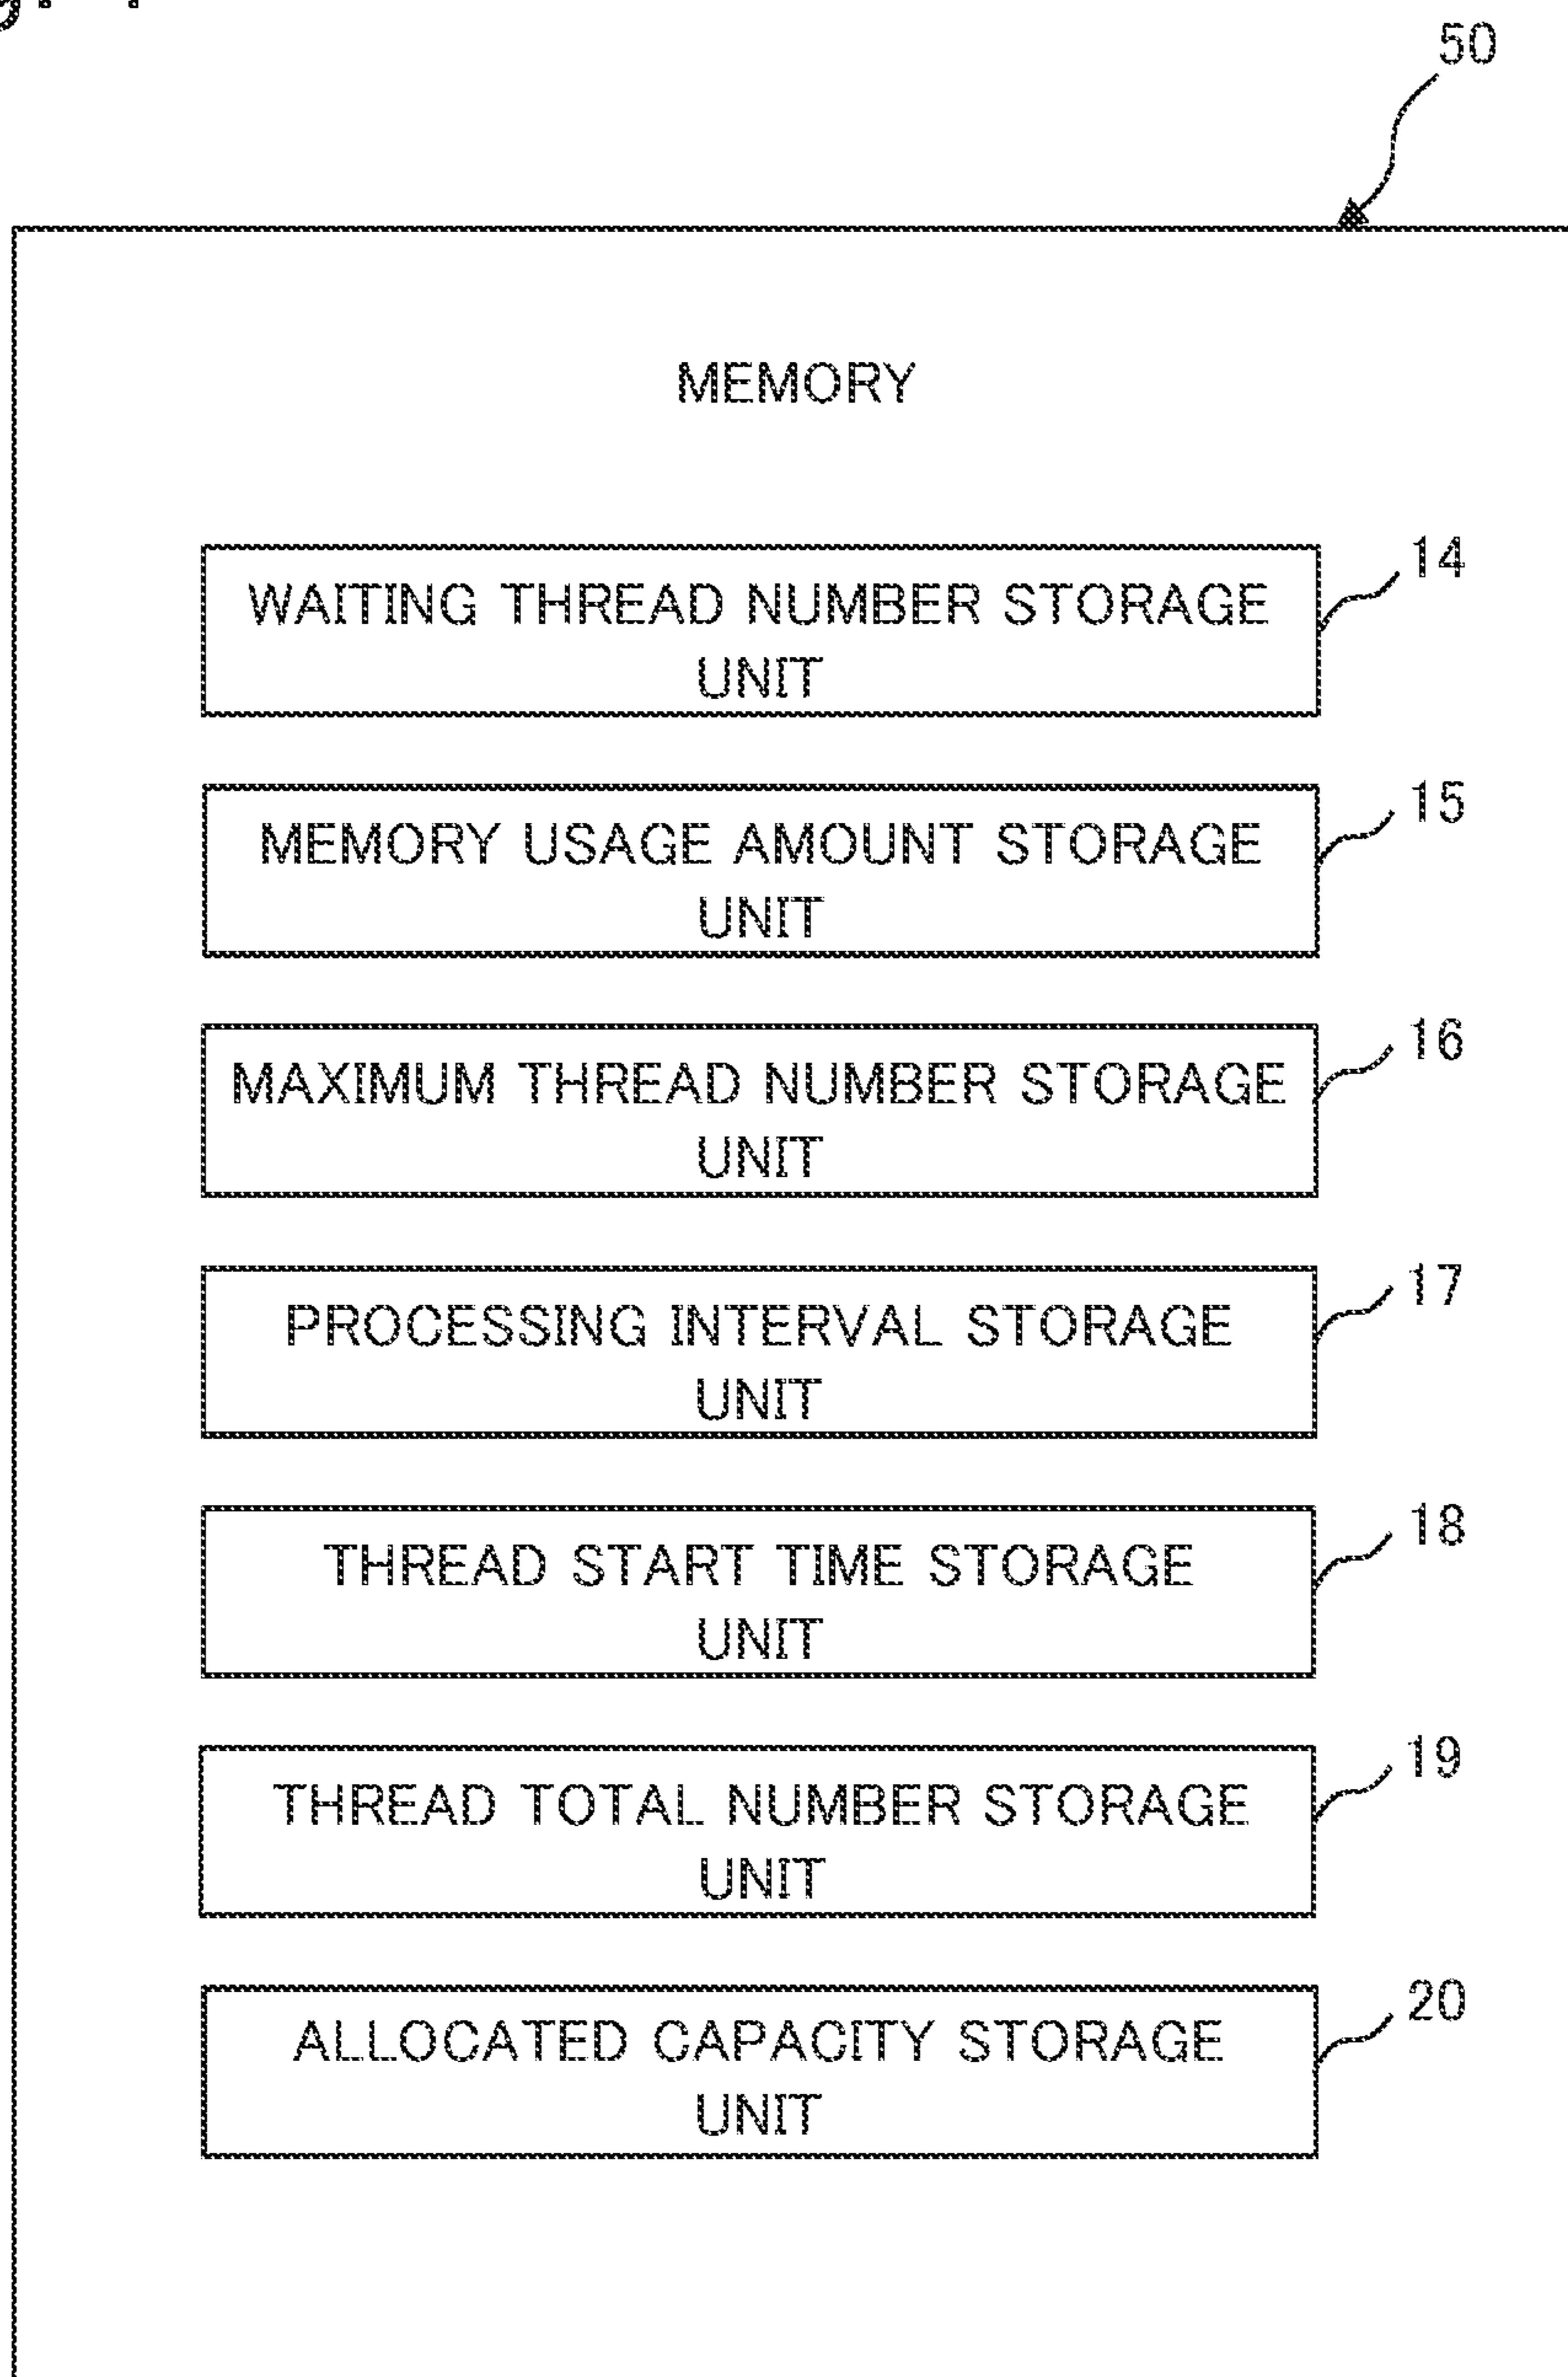 50
MEMORY
WAITING THREAD NUMBER STORAGE
UNIT
14
MEMORY USAGE AMOUNT STORAGE
UNIT
15
MAXIMUM THREAD NUMBER STORAGE
UNIT
16
PROCESSING INTERVAL STORAGE
UNIT
17
THREAD START TIME STORAGE
UNIT
18
THREAD TOTAL NUMBER STORAGE
UNIT
19
ALLOCATED CAPACITY STORAGE
UNIT
20